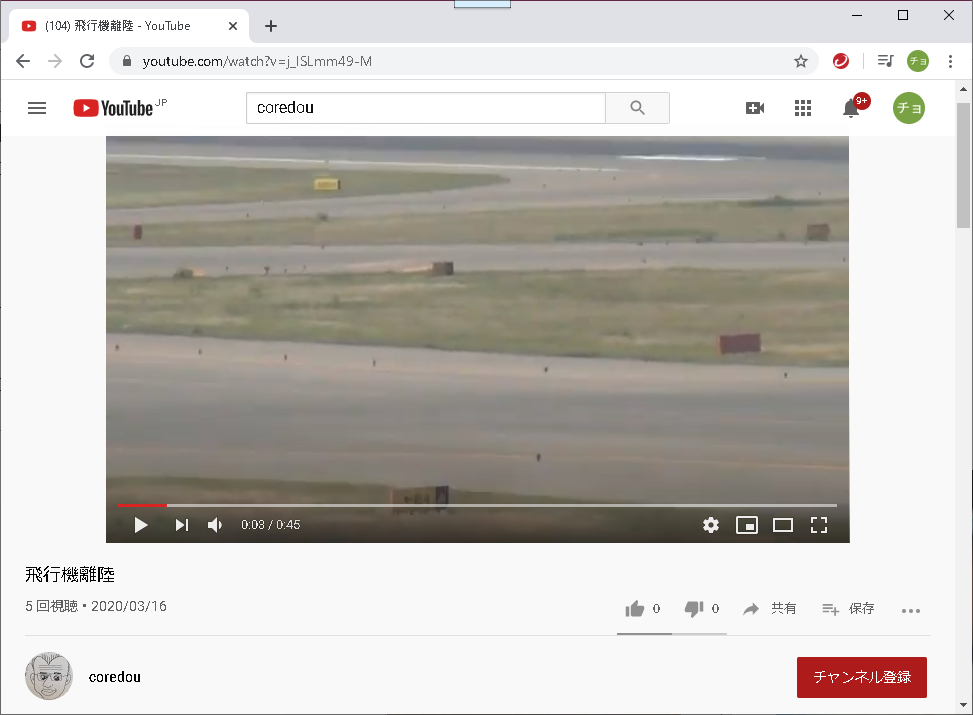 (104) 飛行機離陸 - YouTube
youtube.com/watch?v=j_ISLmm49-M
チョ
YouTube JP
coredou
9+
チョ
0:03 / 0:45
飛行機離陸
5 回視聴・2020/03/16
0
0
共有
保存
coredou
チャンネル登録